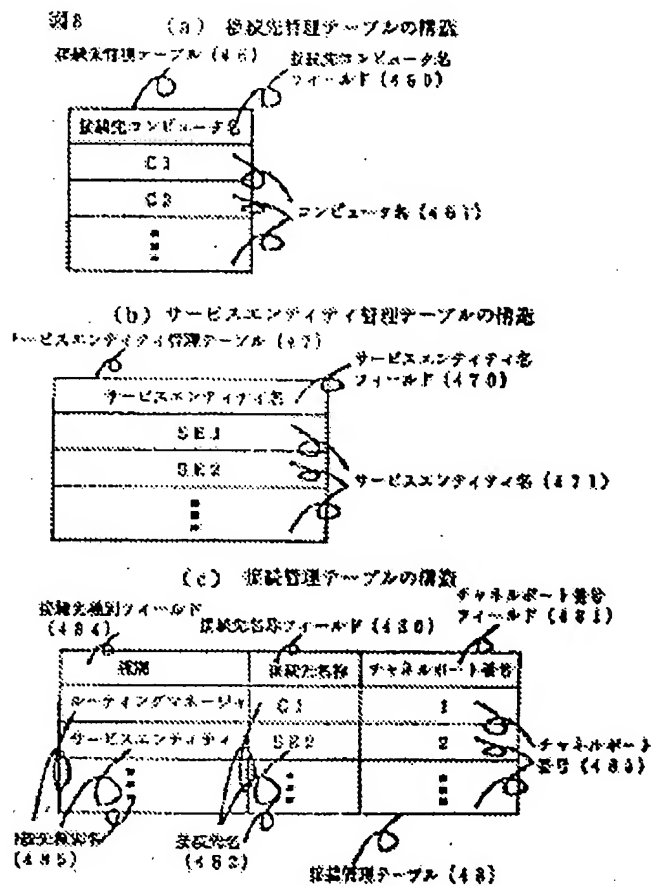 図8
(a) 接続先管理テーブルの構造
接続先管理テーブル (46)
接続先コンピュータ名
フィールド (460)
接続先コンピュータ名
C1
C2
コンピュータ名 (461)
(b) サービスエンティティ管理テーブルの構造
サービスエンティティ管理テーブル (47)
サービスエンティティ名
フィールド (470)
サービスエンティティ名
SE1
SE2
サービスエンティティ名 (471)
(c) 接続管理テーブルの構造
接続先種別フィールド
(484)
接続先名称フィールド (480)
チャネルポート番号
フィールド (481)
種別
接続先名称
チャネルポート番号
ルーティングマネージャ
C1
1
サービスエンティティ
SE2
2
チャネルポート
番号 (483)
(485)
接続先名
(482)
接続管理テーブル (48)